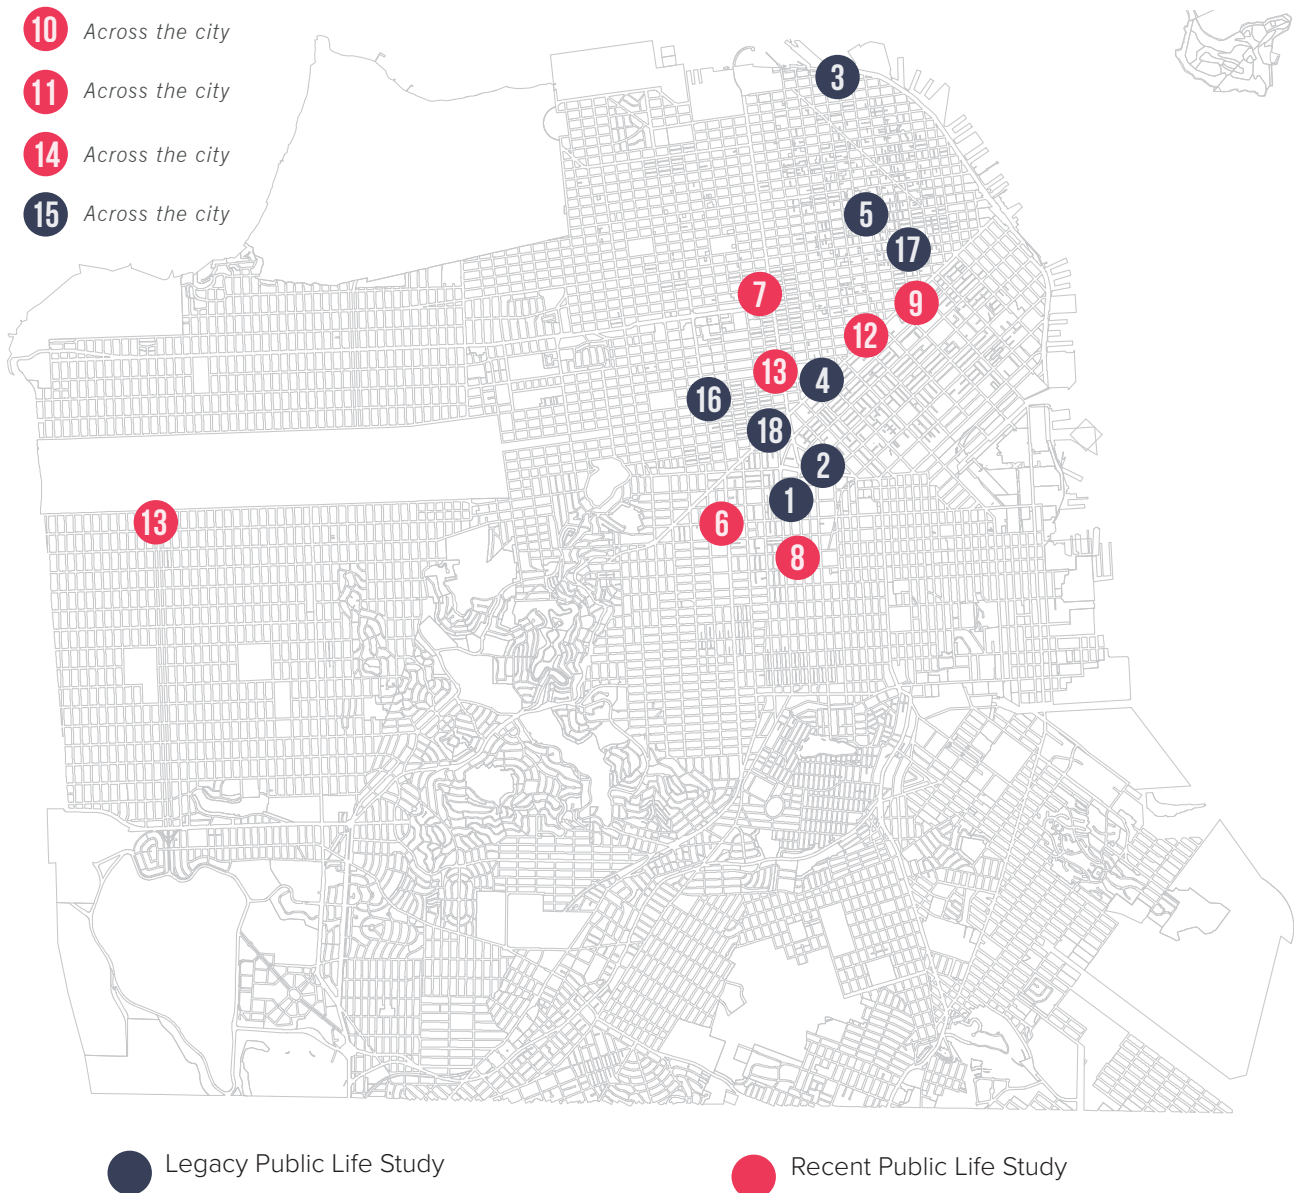 10 Across the city
11 Across the city
14 Across the city
15 Across the city
3
5
17
7
9
12
13
4
16
18
2
1
13
6
8
Legacy Public Life Study
Recent Public Life Study